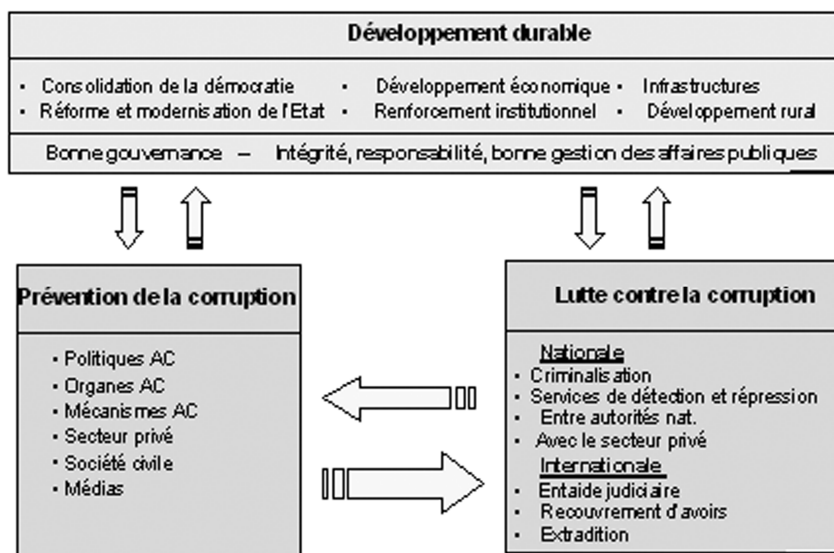 Développement durable
• Consolidation de la démocratie • Développement économique • Infrastructures
• Réforme et modernisation de l'Etat • Renforcement institutionnel • Développement rural
Bonne gouvernance – Intégrité, responsabilité, bonne gestion des affaires publiques
Prévention de la corruption
• Politiques AC
• Organes AC
• Mécanismes AC
• Secteur privé
• Société civile
• Médias
Lutte contre la corruption
Nationale
• Criminalisation
• Services de détection et répression
• Entre autorités nat.
• Avec le secteur privé
Internationale
• Entaide judiciaire
• Recouvrement d'avoirs
• Extradition